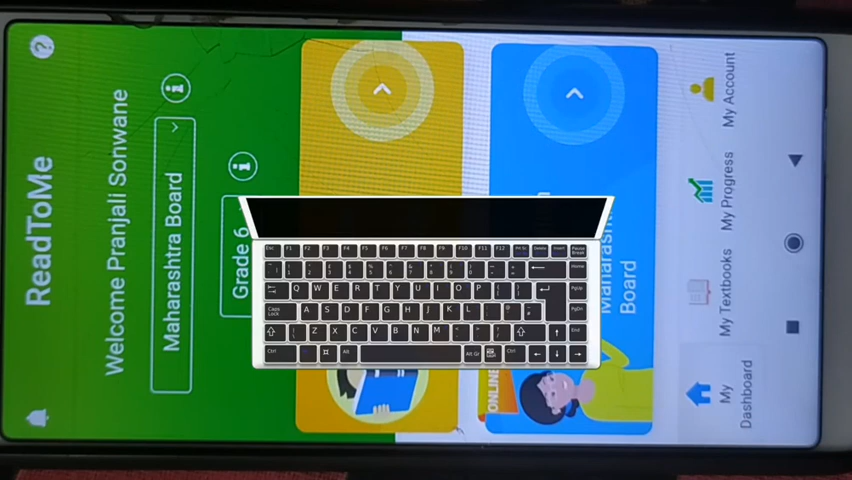 ReadToMe
Welcome Pranjali Sonwane
Maharashtra Board
Grade 6
Board
ONLINE
My
Dashboard
My Textbooks
My Progress
My Account
Esc F1 F2 F3 F4 F5 F6 F7 F8 F9 F10 F11 F12 Delete Insert Pause Break
Home
Q W E R T Y U I O P PgUp
Caps Lock A S D F G H J K L PgDn
Z X C V B N M End
Ctrl Alt Alt Gr Ctrl